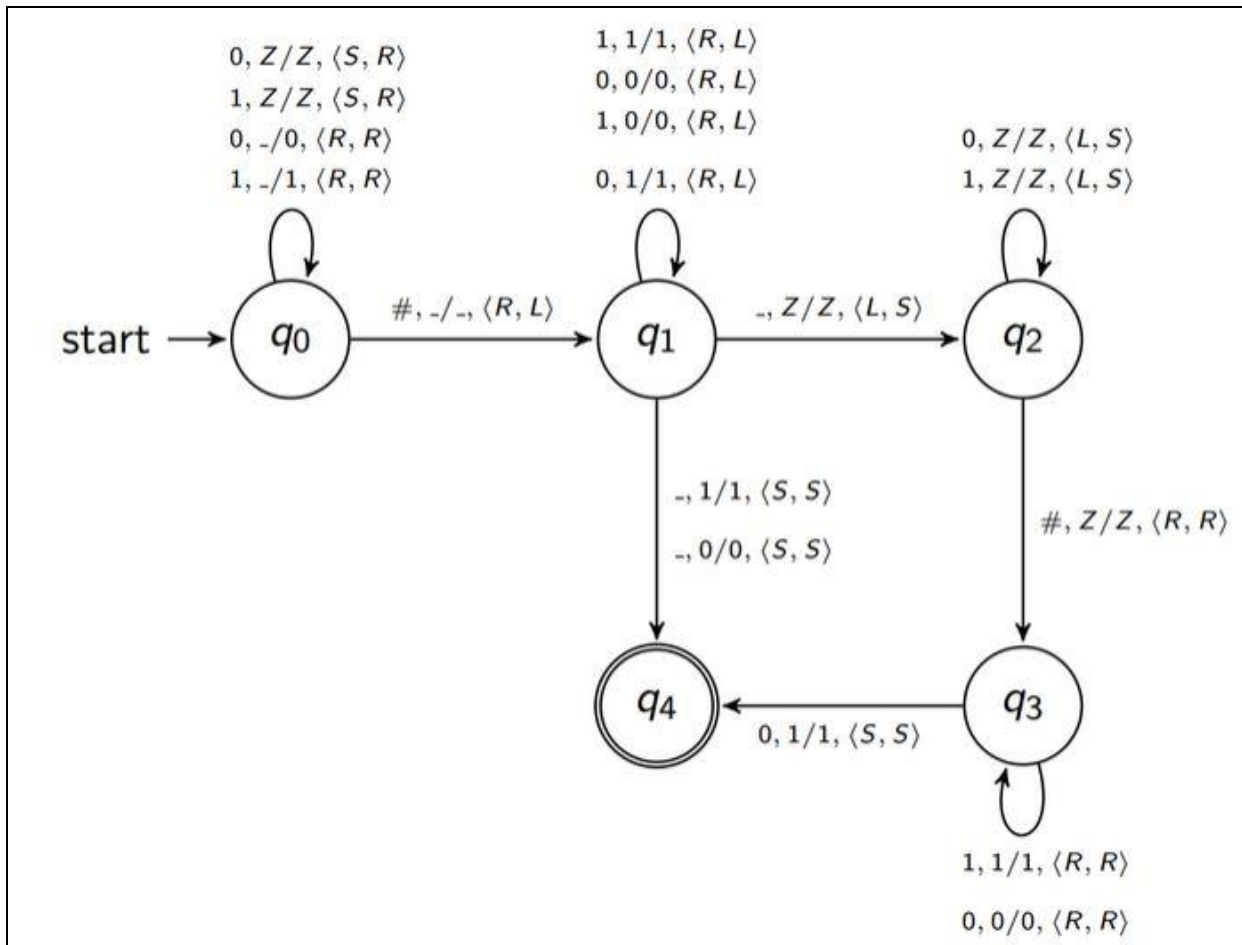 0, Z/Z, ⟨S, R⟩
1, Z/Z, ⟨S, R⟩
0, ˽/0, ⟨R, R⟩
1, ˽/1, ⟨R, R⟩
1, 1/1, ⟨R, L⟩
0, 0/0, ⟨R, L⟩
1, 0/0, ⟨R, L⟩
0, 1/1, ⟨R, L⟩
0, Z/Z, ⟨L, S⟩
1, Z/Z, ⟨L, S⟩
start
q0
#, ˽/˽, ⟨R, L⟩
q1
˽, Z/Z, ⟨L, S⟩
q2
˽, 1/1, ⟨S, S⟩
˽, 0/0, ⟨S, S⟩
#, Z/Z, ⟨R, R⟩
q4
0, 1/1, ⟨S, S⟩
q3
1, 1/1, ⟨R, R⟩
0, 0/0, ⟨R, R⟩